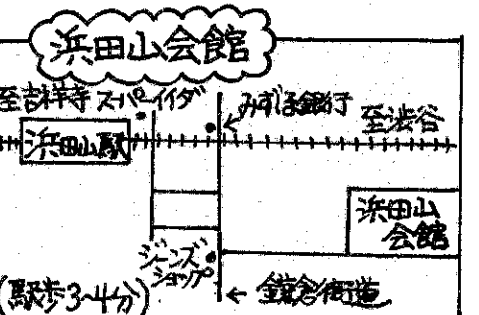 浜田山会館
至吉祥寺
スーパーイイダ
みずほ銀行
至渋谷
浜田山駅
浜田山
会館
ジーンズ
ショップ
鎌倉街道
(駅歩3~4分)